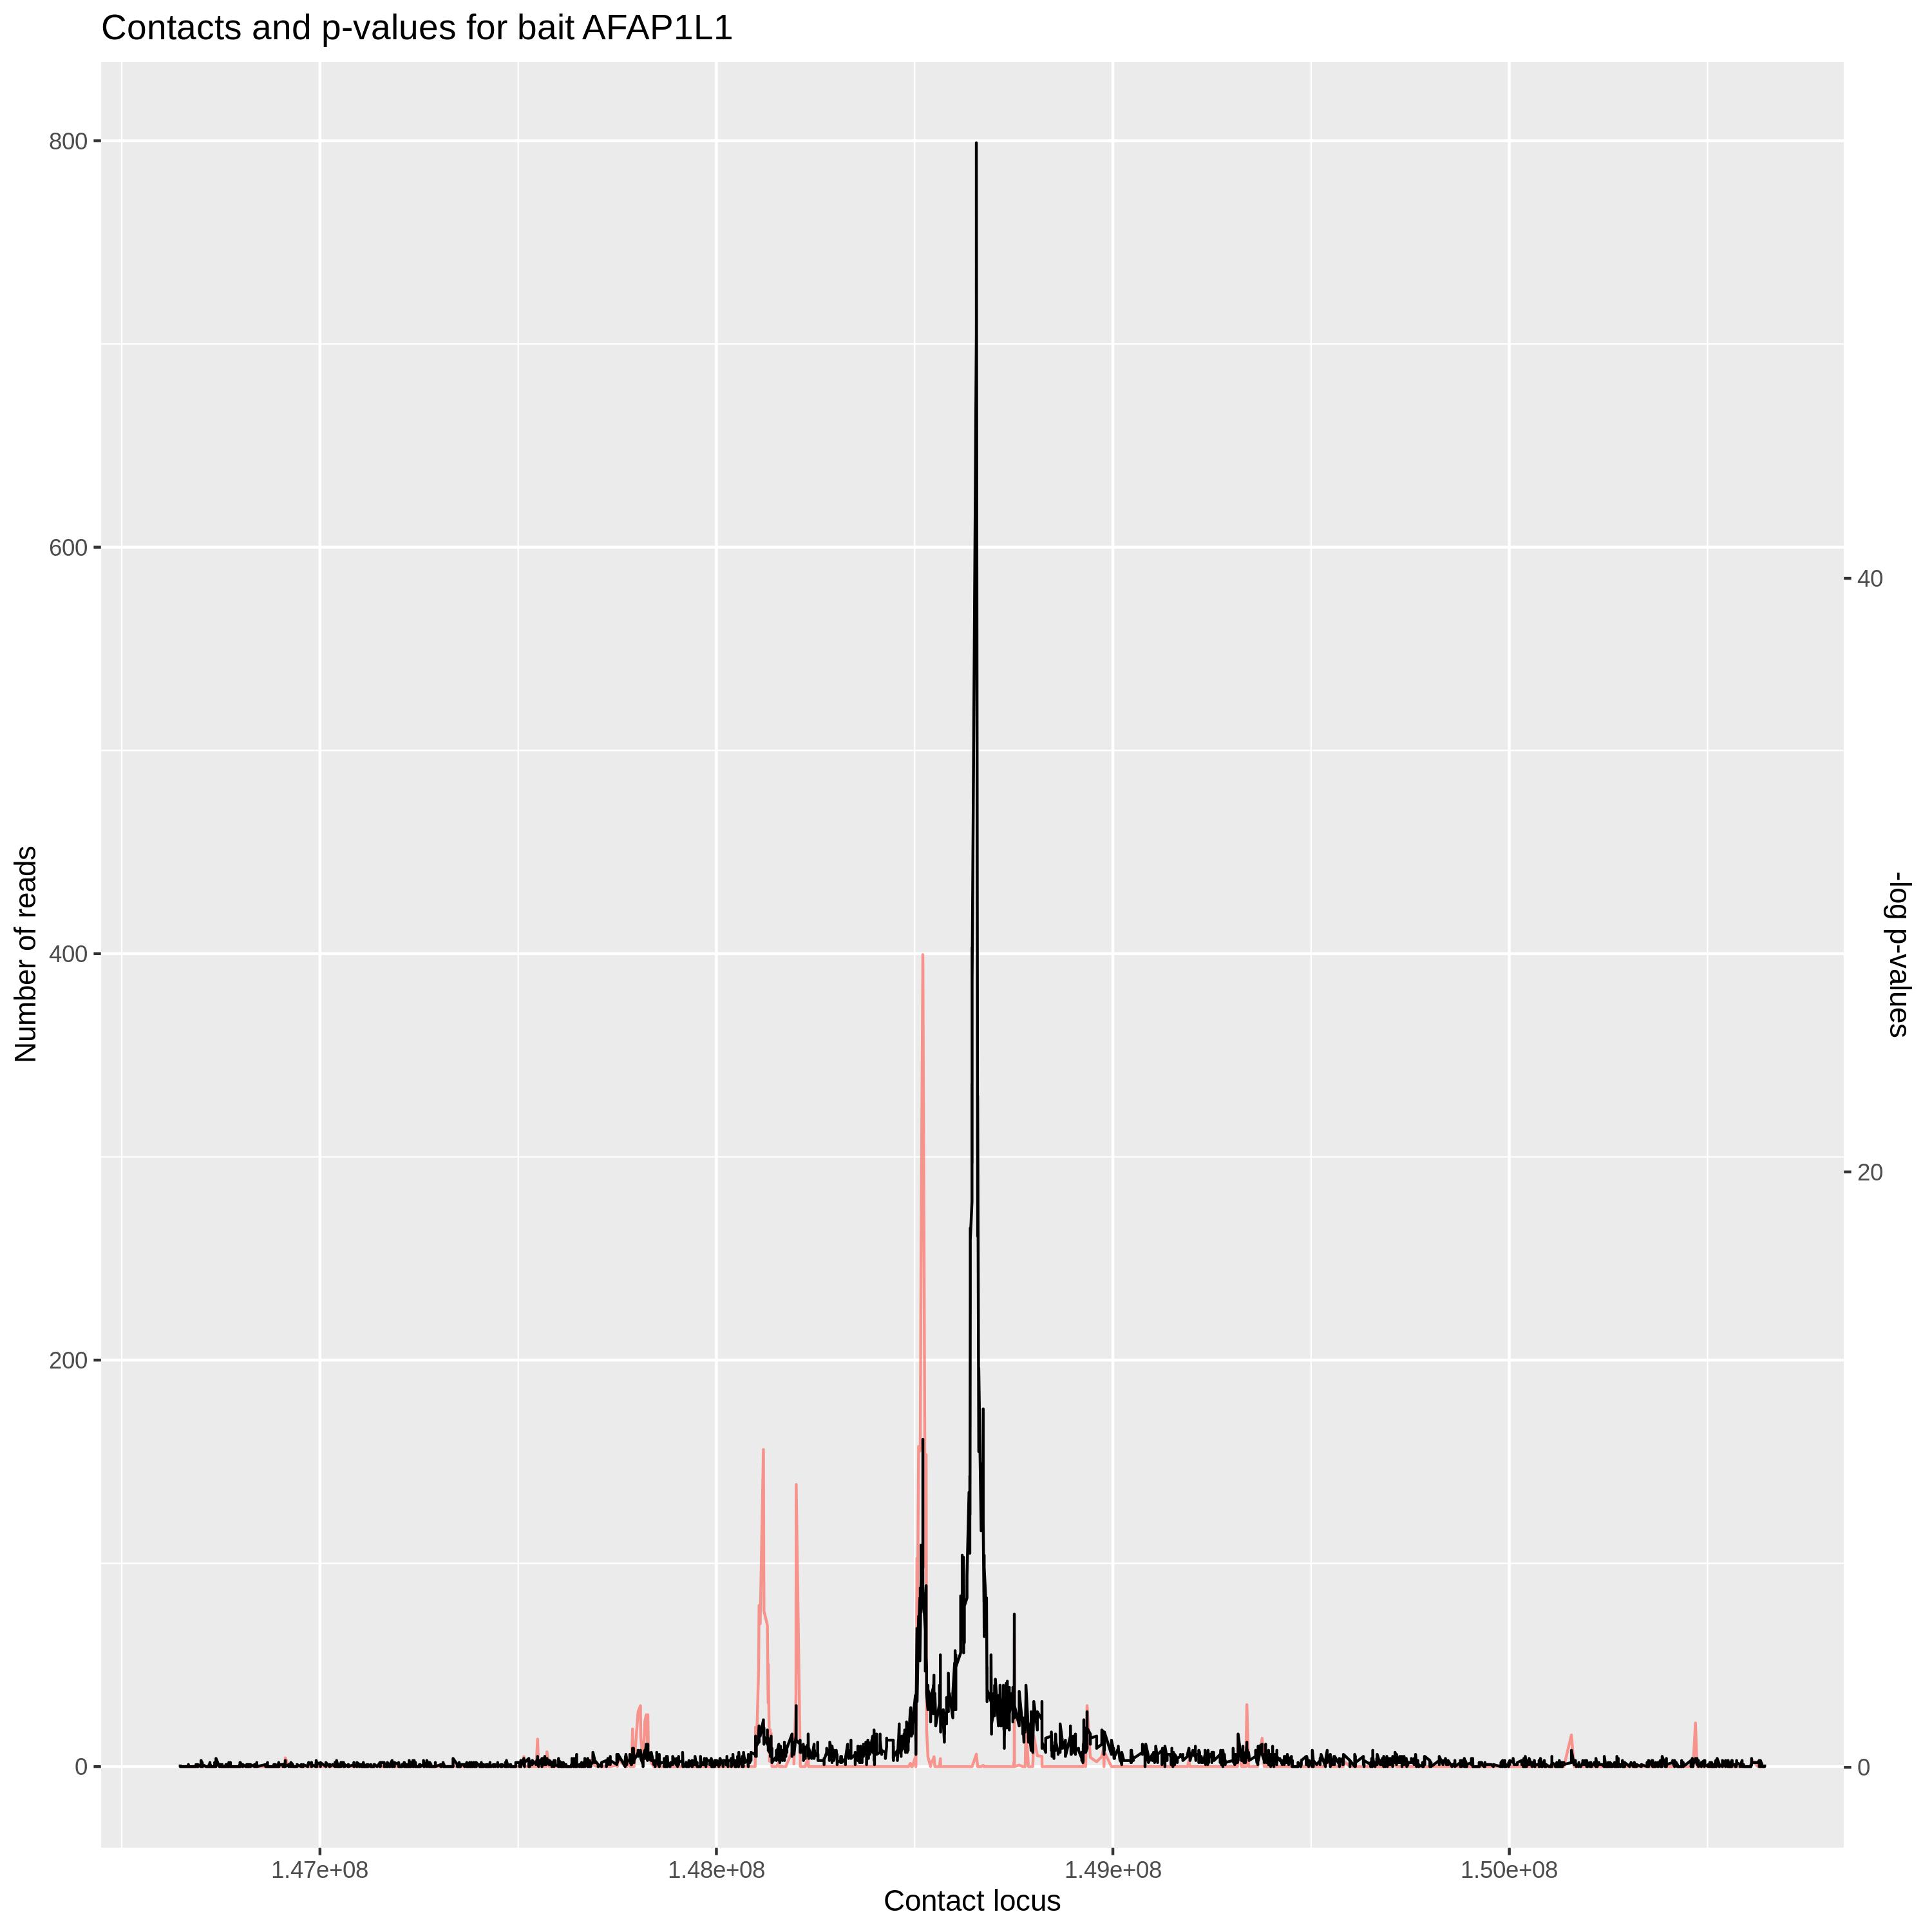 Contacts and p-values for bait AFAP1L1
800
600
400
200
0
Number of reads
40
20
0
-log p-values
1.47e+08
1.48e+08
1.49e+08
1.50e+08
Contact locus